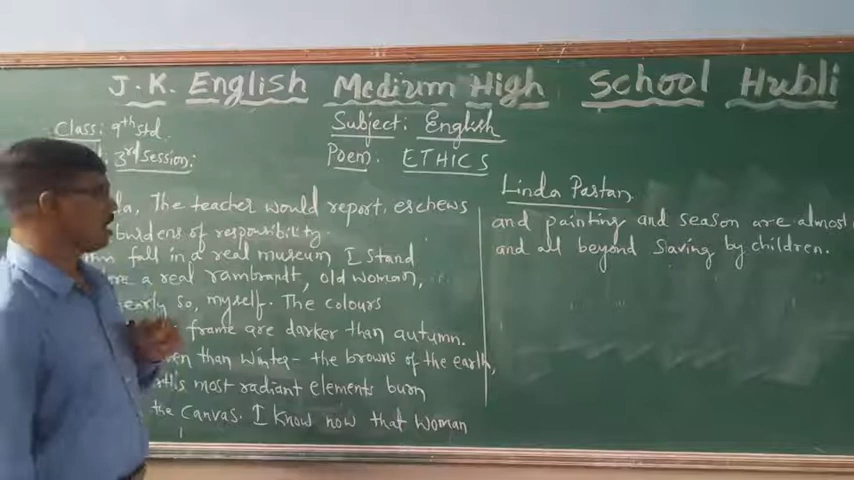 J.K. English Medium High School Hubli
Class: 9th std
Subject: English
3rd Session:
Poem: ETHICS
Linda Pastan
The teacher would report, eschews
burdens of responsibility.
fall in a real museum I stand
a real rambrandt, old woman,
nearly so, myself. The colours
frame are darker than autumn.
than winter- the browns of the earth,
most radiant elements burn
the canvas. I know now that woman
and painting and season are almost
and all beyond saving by children.